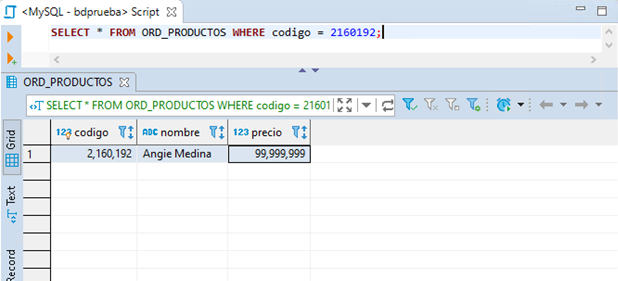 <MySQL - bdprueba> Script
SELECT * FROM ORD_PRODUCTOS WHERE codigo = 2160192;
ORD_PRODUCTOS
SELECT * FROM ORD_PRODUCTOS WHERE codigo = 21601
Grid
Text
Record
123 codigo ABC nombre 123 precio
1 2,160,192 Angie Medina 99,999,999